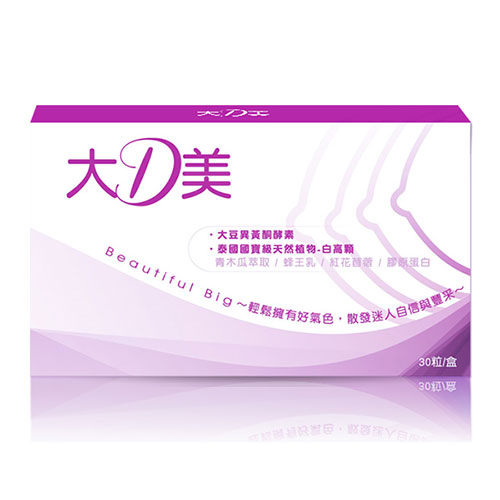 大D美
大D美
・大豆異黃酮酵素
・泰國國寶級天然植物-白高顆
青木瓜萃取 / 蜂王乳 / 紅花苜蓿 / 膠原蛋白
Beautiful Big～輕鬆擁有好氣色，散發迷人自信與豐采～
30粒/盒